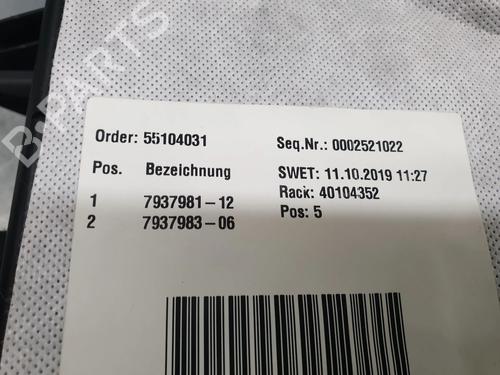 Order: 55104031
Seq.Nr.: 0002521022
Pos. Bezeichnung
SWET: 11.10.2019 11:27
1 7937981-12
Rack: 40104352
2 7937983-06
Pos: 5
B-PARTS